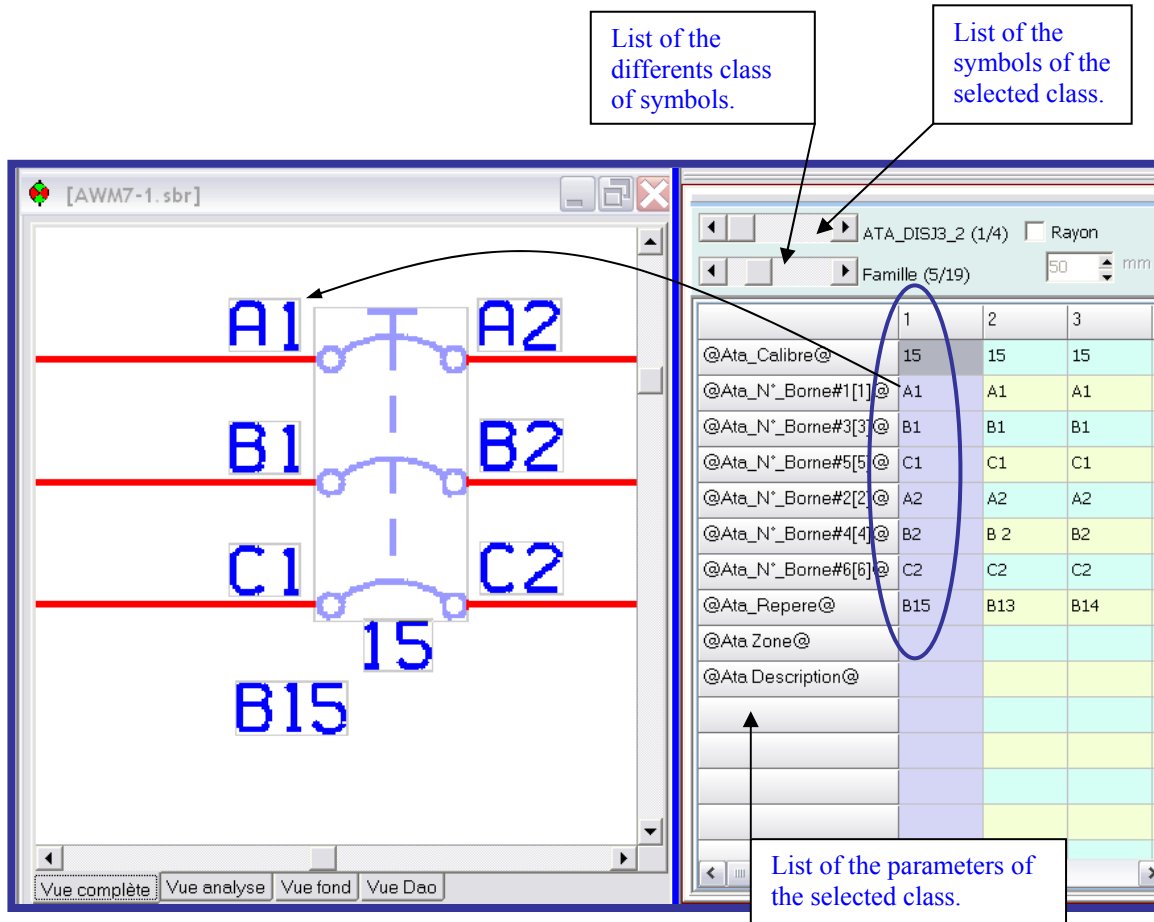 List of the
differents class
of symbols.
List of the
symbols of the
selected class.
[AWM7-1.sbr]
A1 A2
B1 B2
C1 C2
15
B15
Vue complète Vue analyse Vue fond Vue Dao
ATA_DISJ3_2 (1/4) Rayon
Famille (5/19) 50 mm
1 2 3
@Ata_Calibre@ 15 15 15
@Ata_N°_Borne#1[1]@ A1 A1 A1
@Ata_N°_Borne#3[3]@ B1 B1 B1
@Ata_N°_Borne#5[5]@ C1 C1 C1
@Ata_N°_Borne#2[2]@ A2 A2 A2
@Ata_N°_Borne#4[4]@ B2 B 2 B2
@Ata_N°_Borne#6[6]@ C2 C2 C2
@Ata_Repere@ B15 B13 B14
@Ata Zone@
@Ata Description@
List of the parameters of
the selected class.